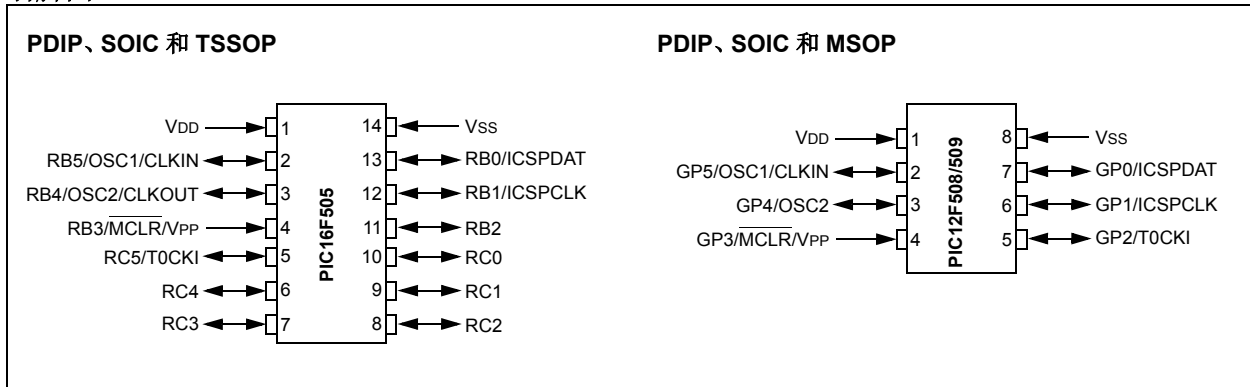 PDIP、SOIC 和 TSSOP
VDD 1
RB5/OSC1/CLKIN 2
RB4/OSC2/CLKOUT 3
RB3/MCLR/VPP 4
RC5/T0CKI 5
RC4 6
RC3 7
PIC16F505
14 VSS
13 RB0/ICSPDAT
12 RB1/ICSPCLK
11 RB2
10 RC0
9 RC1
8 RC2
PDIP、SOIC 和 MSOP
VDD 1
GP5/OSC1/CLKIN 2
GP4/OSC2 3
GP3/MCLR/VPP 4
PIC12F508/509
8 VSS
7 GP0/ICSPDAT
6 GP1/ICSPCLK
5 GP2/T0CKI